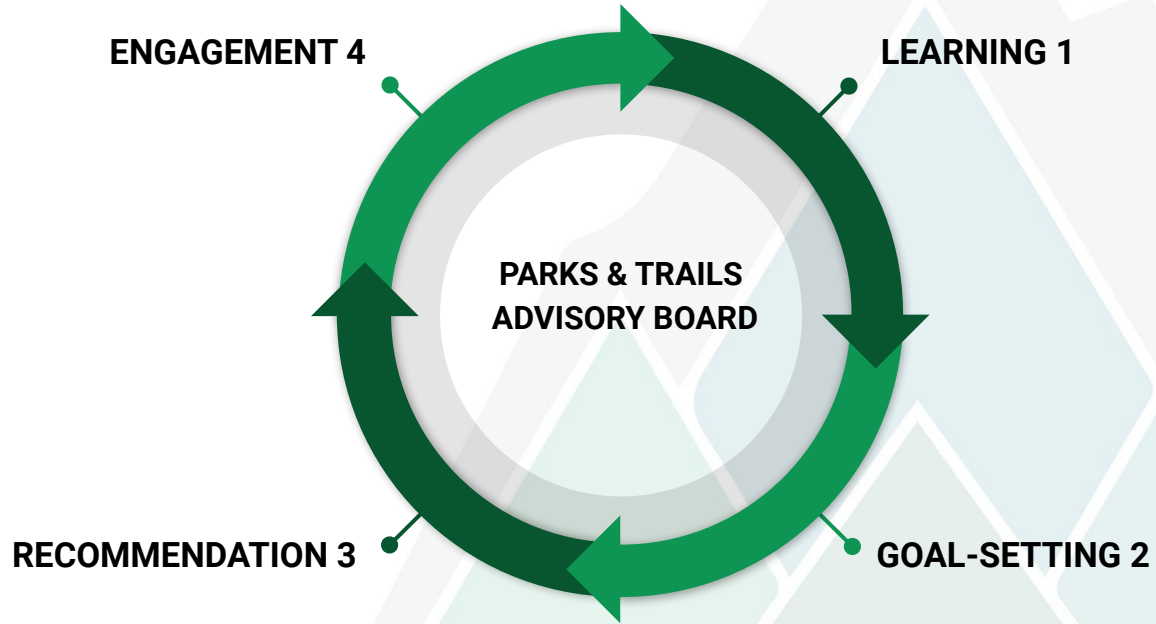 ENGAGEMENT 4
LEARNING 1
PARKS & TRAILS
ADVISORY BOARD
RECOMMENDATION 3
GOAL-SETTING 2